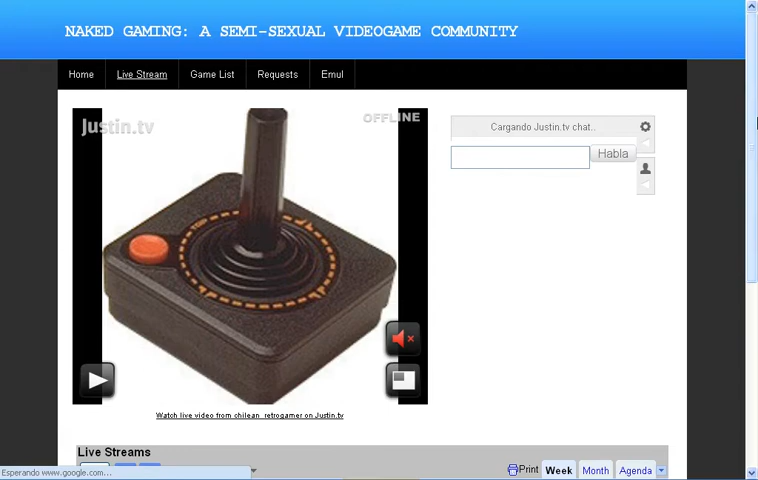 NAKED GAMING: A SEMI-SEXUAL VIDEOGAME COMMUNITY
Home Live Stream Game List Requests Emul
Justin.tv OFFLINE
Cargando Justin.tv chat..
Habla
TOP
Watch live video from chilean_retrogamer on Justin.tv
Live Streams
Print Week Month Agenda
Esperando www.google.com...